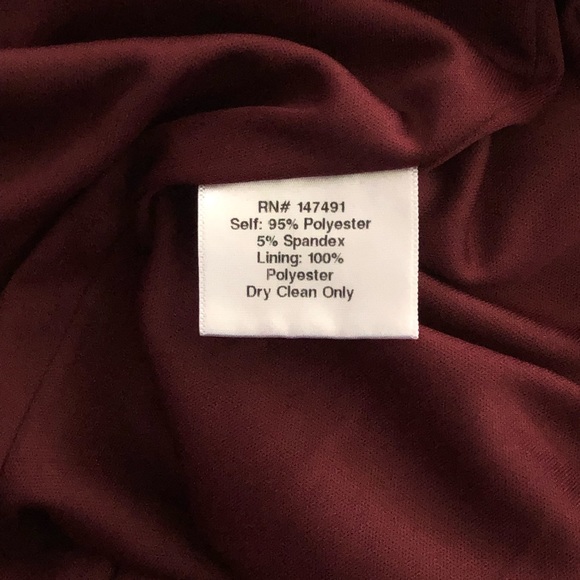 RN# 147491
Self: 95% Polyester
5% Spandex
Lining: 100%
Polyester
Dry Clean Only